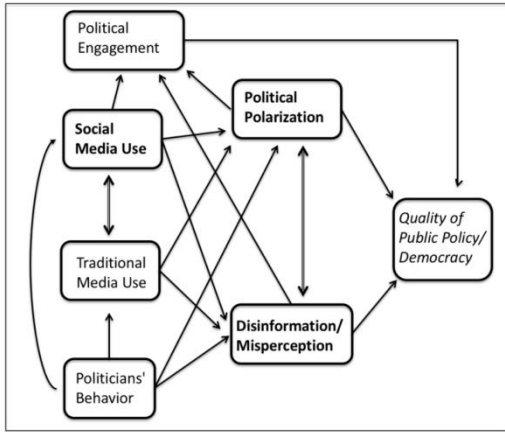 Political
Engagement
Political
Polarization
Social
Media Use
Quality of
Public Policy/
Democracy
Traditional
Media Use
Disinformation/
Misperception
Politicians'
Behavior